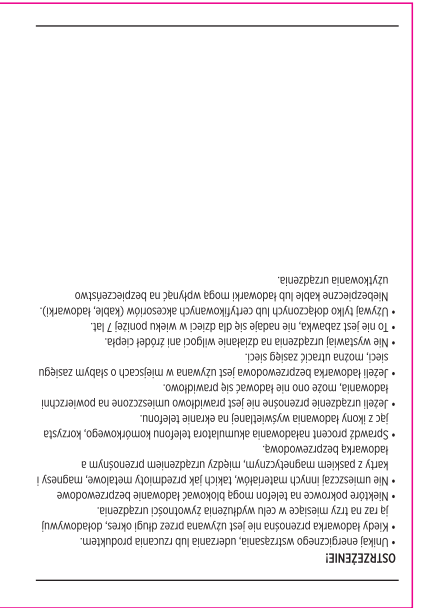 OSTRZEŻENIE!
• Unikaj energicznego wstrząsania, uderzania lub rzucania produktem.
• Kiedy ładowarka przenośna nie jest używana przez długi okres, doładowywuj
ją raz na trzy miesiące w celu wydłużenia żywotności urządzenia.
• Niektóre pokrowce na telefon mogą blokować ładowanie bezprzewodowe
• Nie umieszczaj innych materiałów, takich jak przedmioty metalowe, magnesy i
karty z paskiem magnetycznym, między urządzeniem przenośnym a
ładowarką bezprzewodową.
• Sprawdź procent naładowania akumulatora telefonu komórkowego, korzysta
jąc z ikony ładowania wyświetlanej na ekranie telefonu.
• Jeżeli urządzenie przenośne nie jest prawidłowo umieszczone na powierzchni
ładowania, może ono nie ładować się prawidłowo.
• Jeżeli ładowarka bezprzewodowa jest używana w miejscach o słabym zasięgu
sieci, można utracić zasięg sieci.
• Nie wystawiaj urządzenia na działanie wilgoci ani źródeł ciepła.
• To nie jest zabawka, nie nadaje się dla dzieci w wieku poniżej 7 lat.
• Używaj tylko dołączonych lub certyfikowanych akcesoriów (kable, ładowarki).
Niebezpieczne kable lub ładowarki mogą wpłynąć na bezpieczeństwo
użytkowania urządzenia.